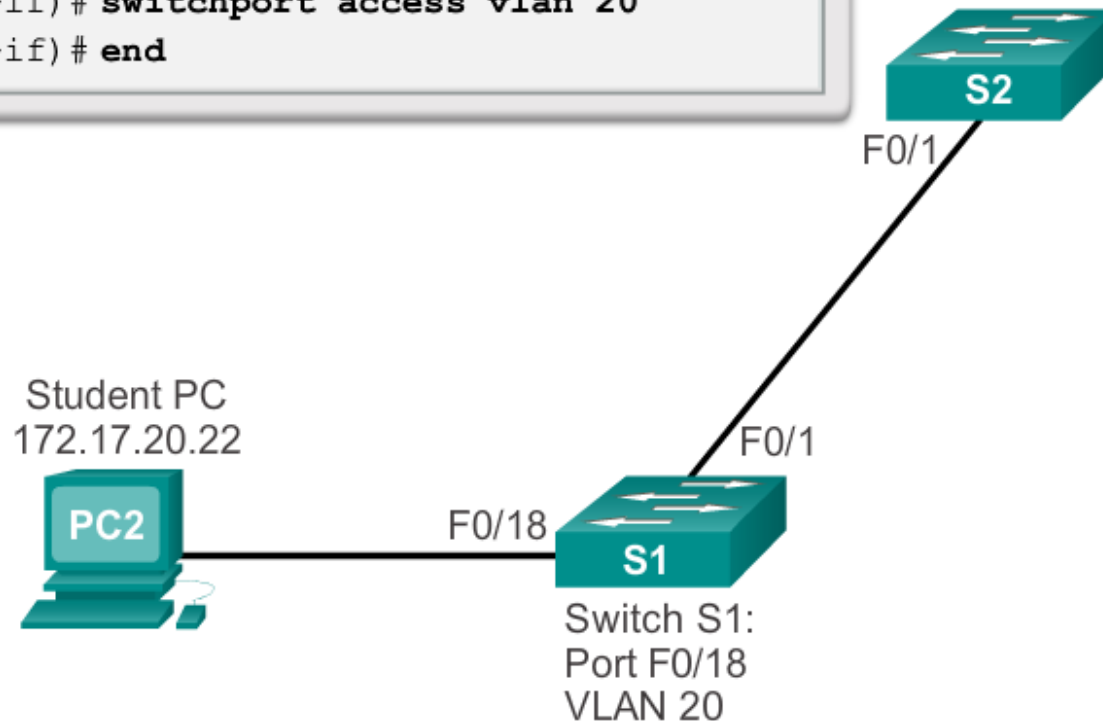 -if)# switchport access vlan 20
-if)# end
S2
F0/1
Student PC
172.17.20.22
F0/1
PC2
F0/18
S1
Switch S1:
Port F0/18
VLAN 20